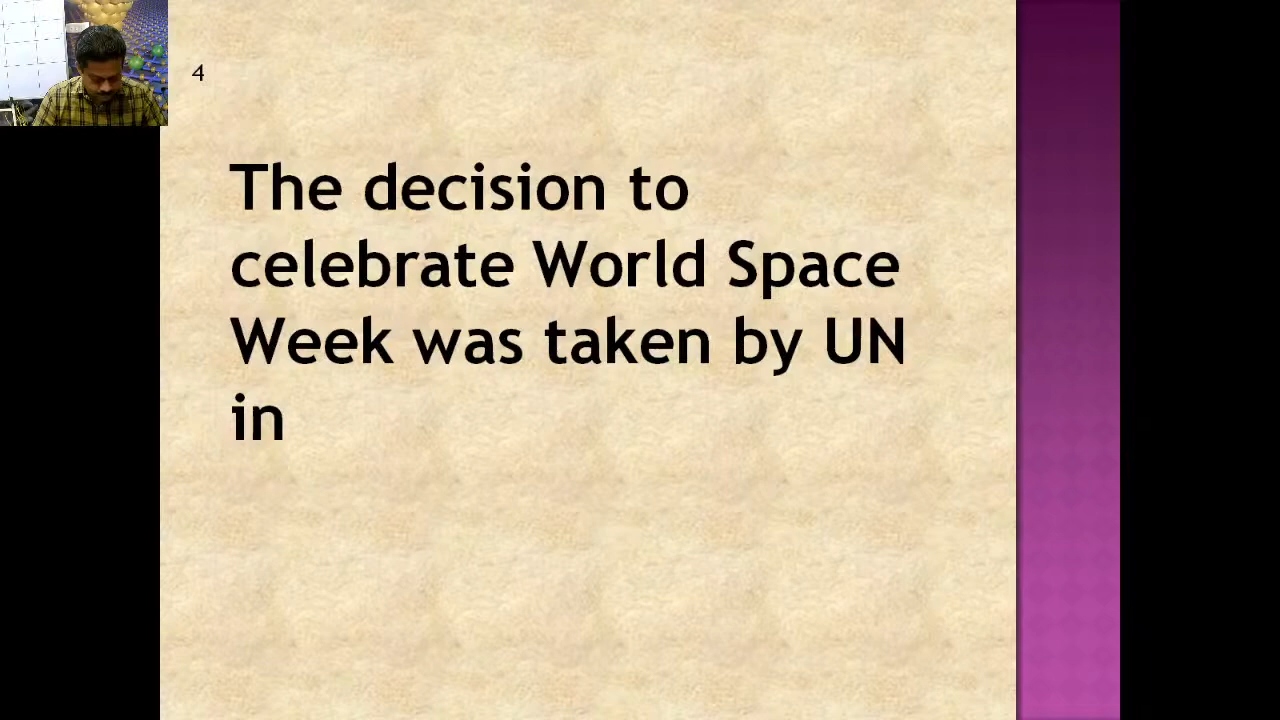 4
The decision to
celebrate World Space
Week was taken by UN
in